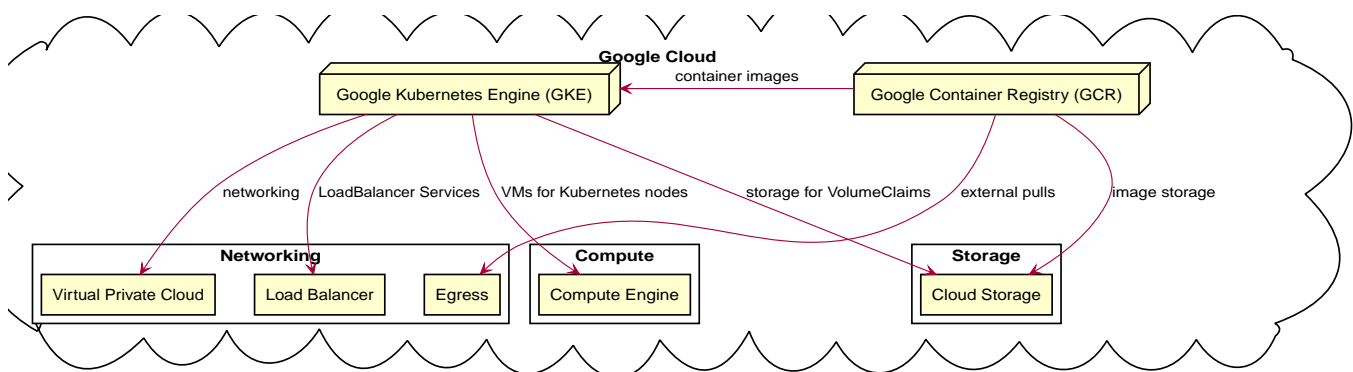 Google Cloud
container images
Google Kubernetes Engine (GKE)
Google Container Registry (GCR)
networking
LoadBalancer Services
VMs for Kubernetes nodes
storage for VolumeClaims
external pulls
image storage
Networking
Compute
Storage
Virtual Private Cloud
Load Balancer
Egress
Compute Engine
Cloud Storage